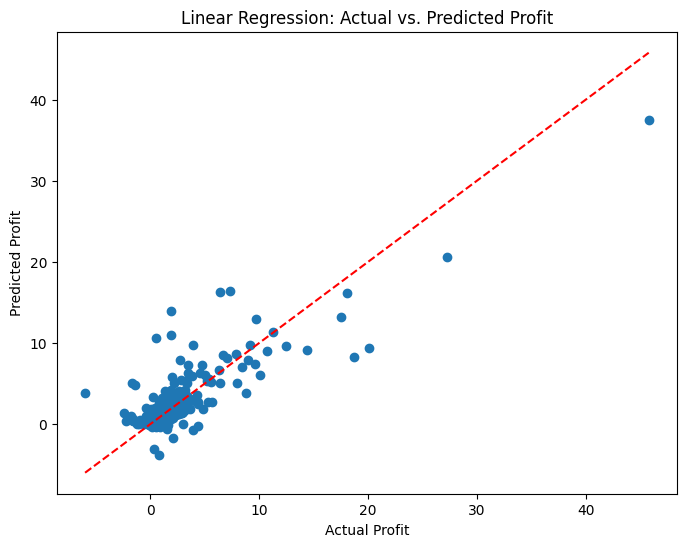 Linear Regression: Actual vs. Predicted Profit
40
30
20
10
0
Predicted Profit
0 10 20 30 40
Actual Profit